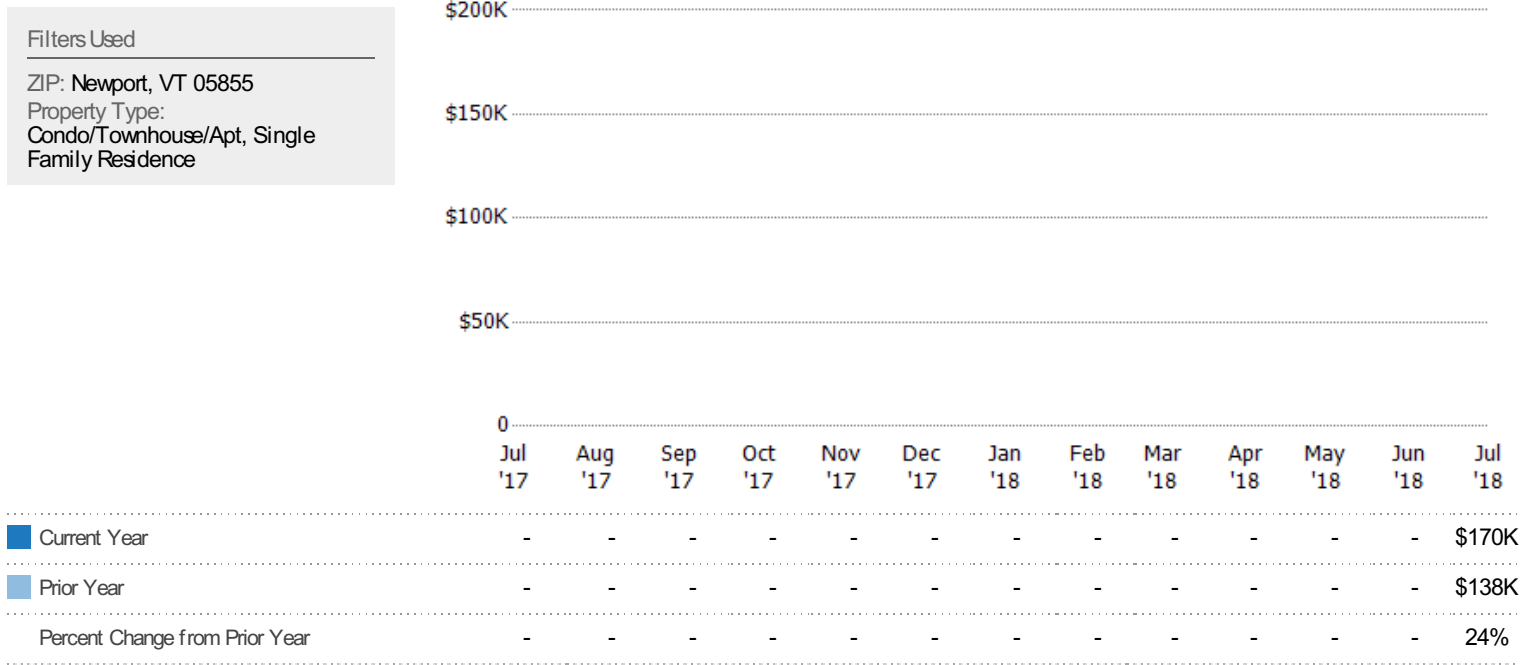 Filters Used
ZIP: Newport, VT 05855
Property Type:
Condo/Townhouse/Apt, Single
Family Residence
$200K
$150K
$100K
$50K
0
Jul Aug Sep Oct Nov Dec Jan Feb Mar Apr May Jun Jul
'17 '17 '17 '17 '17 '17 '18 '18 '18 '18 '18 '18 '18
Current Year - - - - - - - - - - - - $170K
Prior Year - - - - - - - - - - - - $138K
Percent Change from Prior Year - - - - - - - - - - - - 24%